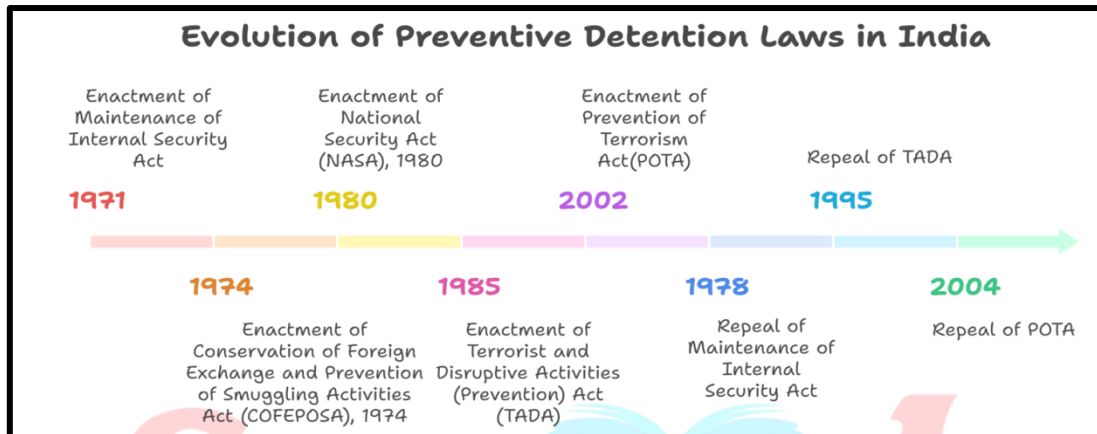 Evolution of Preventive Detention Laws in India
Enactment of
Maintenance of
Internal Security
Act
1971
Enactment of
National
Security Act
(NASA), 1980
1980
Enactment of
Prevention of
Terrorism
Act(POTA)
2002
Repeal of TADA
1995
1974
Enactment of
Conservation of Foreign
Exchange and Prevention
of Smuggling Activities
Act (COFEPOSA), 1974
1985
Enactment of
Terrorist and
Disruptive Activities
(Prevention) Act
(TADA)
1978
Repeal of
Maintenance of
Internal
Security Act
2004
Repeal of POTA